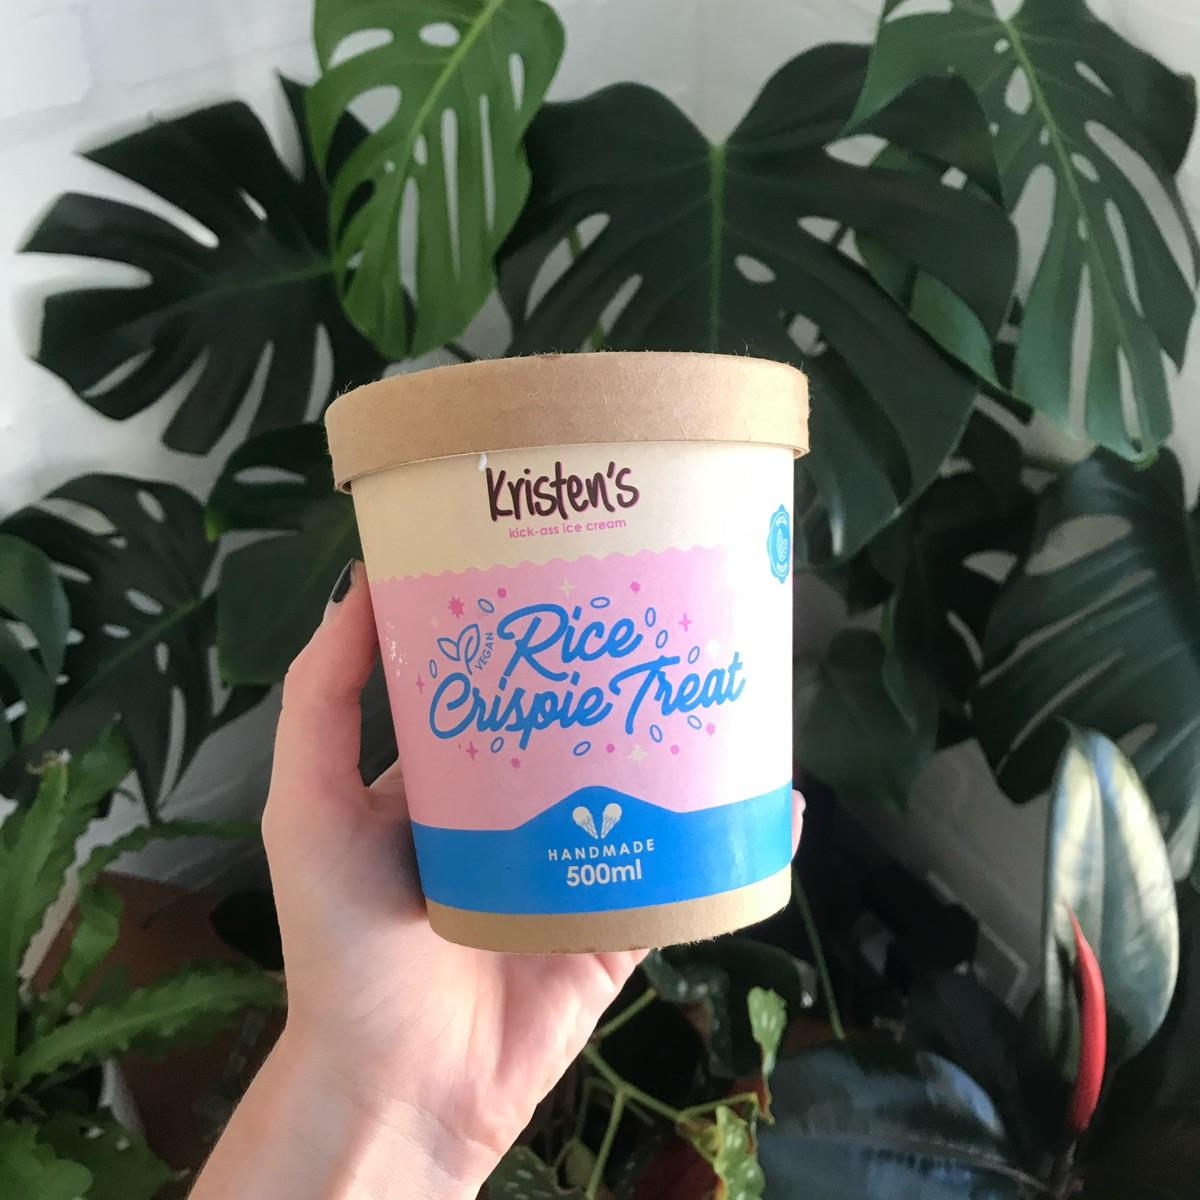 Kristen's
kick-ass ice cream
VEGAN
Rice
Crispie Treat
HANDMADE
500ml